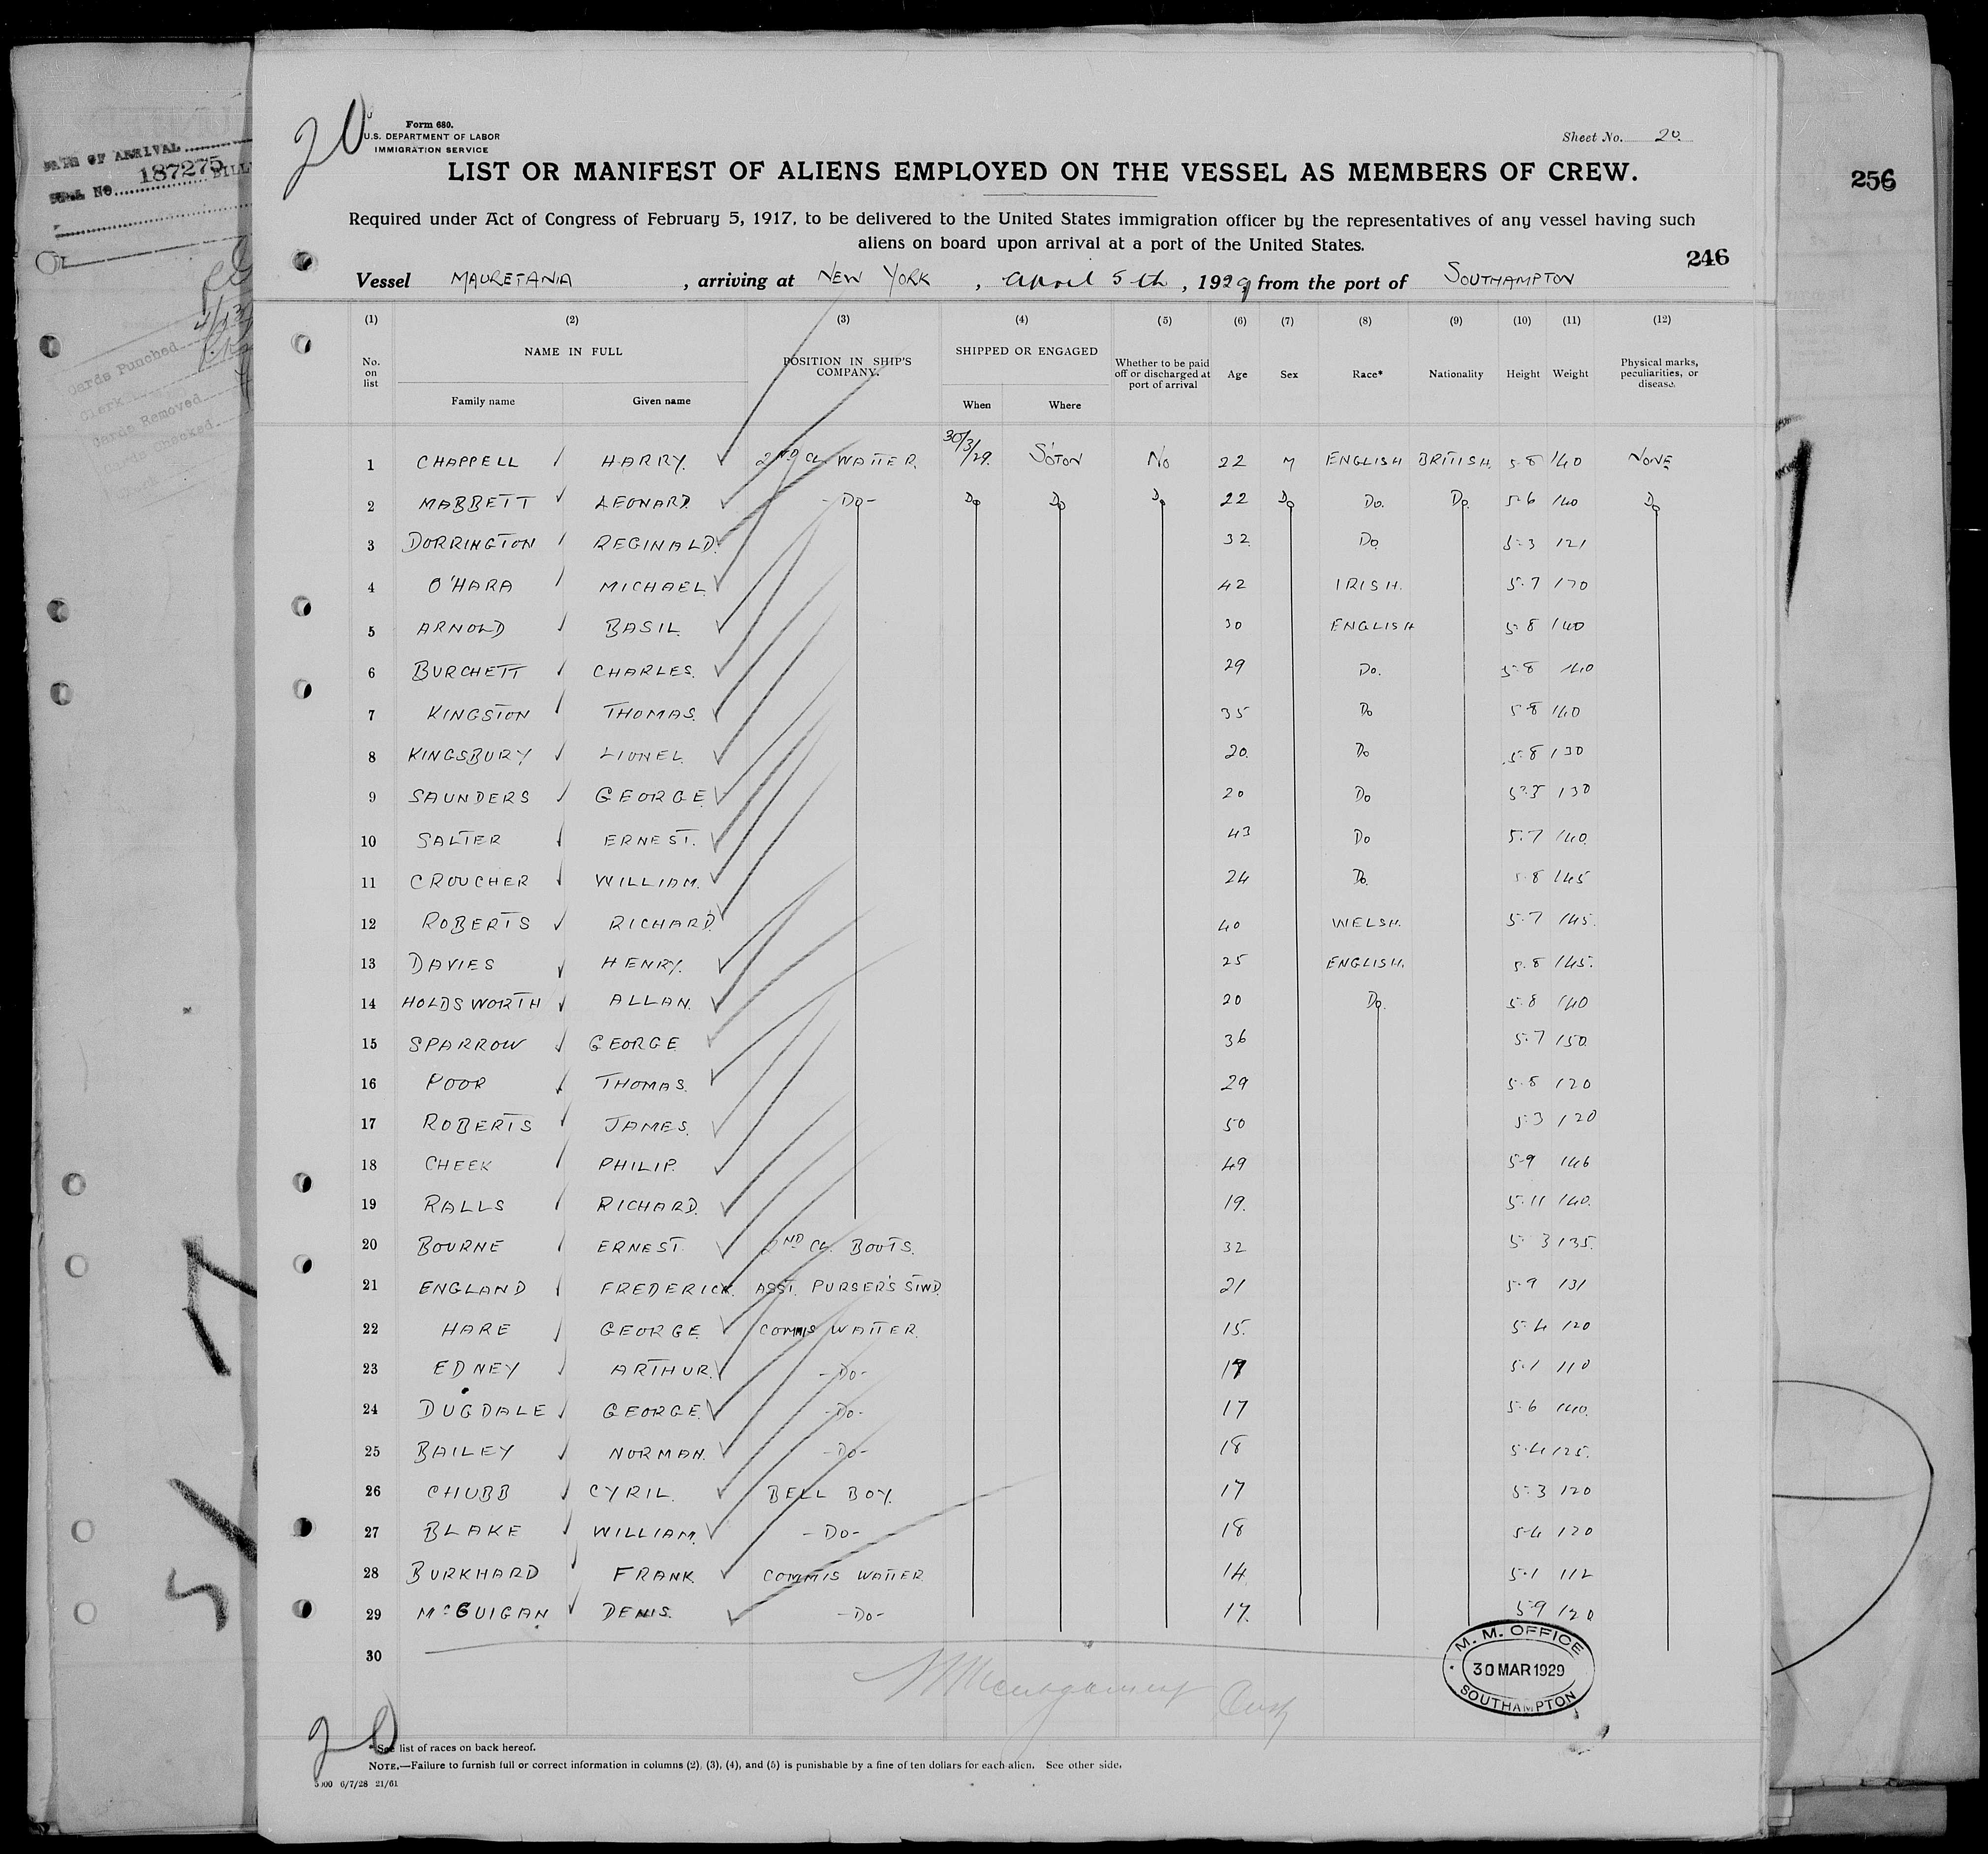 20
Form 680.
U.S. DEPARTMENT OF LABOR
IMMIGRATION SERVICE
Sheet No. 20.
LIST OR MANIFEST OF ALIENS EMPLOYED ON THE VESSEL AS MEMBERS OF CREW.
Required under Act of Congress of February 5, 1917, to be delivered to the United States immigration officer by the representatives of any vessel having such
aliens on board upon arrival at a port of the United States.
246
256
DATE OF ARRIVAL
187275
Cards Punched
Clerk
Cards Removed
Vessel MAURETANIA, arriving at NEW YORK, April 5th, 1929 from the port of SOUTHAMPTON
(1) (2) (3) (4) (5) (6) (7) (8) (9) (10) (11) (12)
No. on list NAME IN FULL POSITION IN SHIP'S COMPANY. SHIPPED OR ENGAGED Whether to be paid off or discharged at port of arrival Age Sex Race* Nationality Height Weight Physical marks, peculiarities, or disease.
Family name Given name When Where
1 CHAPPELL HARRY. 2ND CL. WAITER. 30/3/29. S'OTON No 22 M ENGLISH BRITISH. 5-8 140 NONE
2 MABBETT LEONARD. -Do- Do Do Do 22 Do Do. Do. 5-6 140 Do
3 DORRINGTON REGINALD. 32 Do 5-3 121
4 O'HARA MICHAEL 42 IRISH. 5-7 170
5 ARNOLD BASIL. 30 ENGLISH 5-8 140
6 BURCHETT CHARLES. 29 Do. 5-8 140
7 KINGSTON THOMAS. 35 Do 5-8 140
8 KINGSBURY LIONEL. 20. Do 5-8 130
9 SAUNDERS GEORGE 20 Do 130
10 SALTER ERNEST. 43 Do 5-7 140.
11 CROUCHER WILLIAM. 24 Do. 5-8 145
12 ROBERTS RICHARD. 40 WELSH. 5-7 145.
13 DAVIES HENRY. 25 ENGLISH. 5-8 145.
14 HOLDSWORTH ALLAN. 20 Do. 5-8 140
15 SPARROW GEORGE 36 5-7 150.
16 POOR THOMAS. 29 5-8 120
17 ROBERTS JAMES. 50 5-3 120
18 CHEEK PHILIP. 49 5-9 146
19 RALLS RICHARD. 19. 5-11 140.
20 BOURNE ERNEST. 2ND CL. BOOTS. 32 5-3 135.
21 ENGLAND FREDERICK. ASST. PURSER'S STWD. 21 5-9 131
22 HARE GEORGE COMMIS WAITER. 15. 5-4 120
23 EDNEY ARTHUR. -Do- 5-1 110
24 DUGDALE GEORGE. -Do- 17 5-6 140.
25 BAILEY NORMAN. -Do- 18 5-4 125.
26 CHUBB CYRIL. BELL BOY. 17 5-3 120
27 BLAKE WILLIAM. -Do- 18 5-4 120
28 BURKHARD FRANK. COMMIS WAITER 14. 5-1 112
29 McGUIGAN DENIS. -Do- 17. 5-9 120
30
M. M. OFFICE
30 MAR 1929
SOUTHAMPTON
20
*See list of races on back hereof.
NOTE.—Failure to furnish full or correct information in columns (2), (3), (4), and (5) is punishable by a fine of ten dollars for each alien. See other side.
6/7/28 21/61